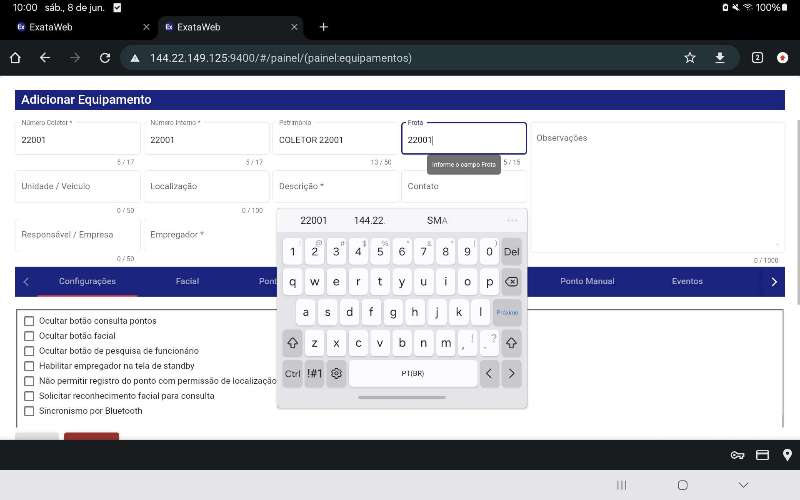 10:00 sáb., 8 de jun.
100%
ExataWeb
ExataWeb
144.22.149.125:9400/#/painel/(painel:equipamentos)
2
Adicionar Equipamento
Número Coletor *
Número Interno *
Patrimônio
Frota
22001
22001
COLETOR 22001
22001
Observações
5 / 17
5 / 17
13 / 50
5 / 15
Informe o campo Frota
Unidade / Veículo
Localização
Descrição *
Contato
0 / 50
0 / 100
Responsável / Empresa
Empregador *
0 / 50
0 / 1000
22001
144.22.
SMA
1 2 3 4 5 6 7 8 9 0 Del
q w e r t y u i o p
a s d f g h j k l Próximo
z x c v b n m , ! . ?
Ctrl !#1 PT(BR)
Configurações
Facial
Pont
Ponto Manual
Eventos
Ocultar botão consulta pontos
Ocultar botão facial
Ocultar botão de pesquisa de funcionário
Habilitar empregador na tela de standby
Não permitir registro do ponto com permissão de localização
Solicitar reconhecimento facial para consulta
Sincronismo por Bluetooth